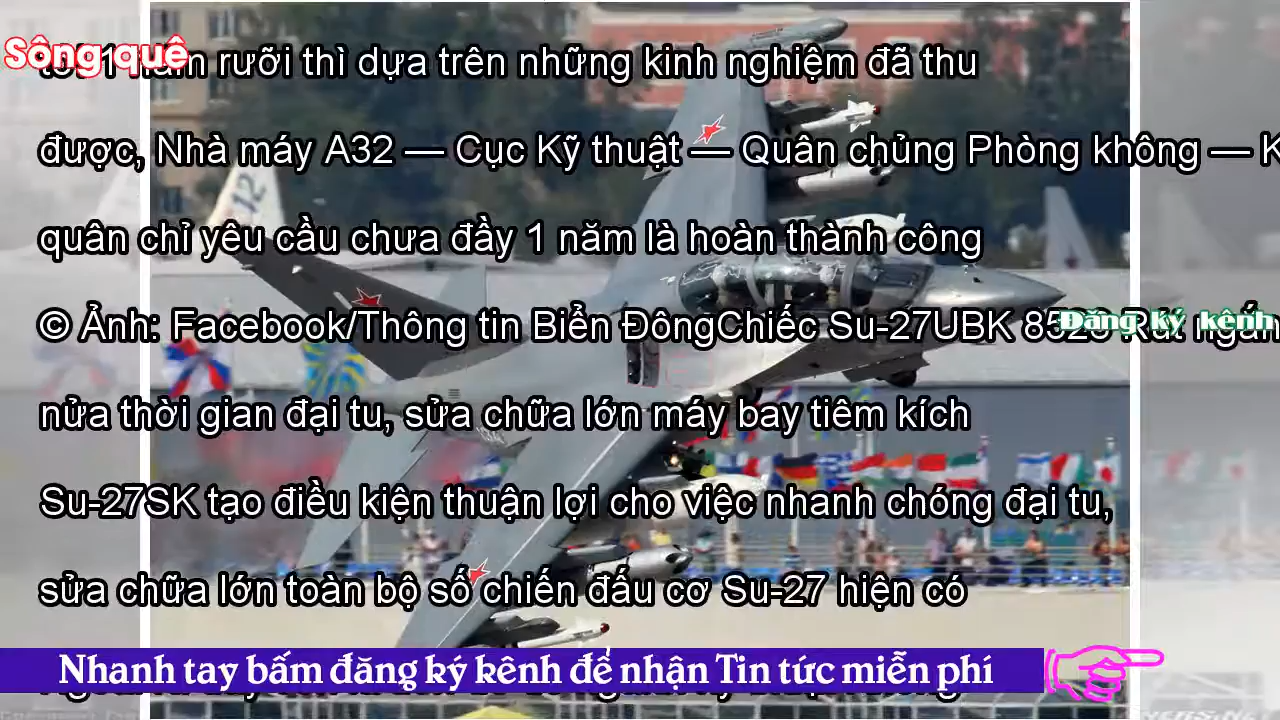 Sông quê
rưỡi thì dựa trên những kinh nghiệm đã thu
được, Nhà máy A32 — Cục Kỹ thuật — Quân chủng Phòng không — K
quân chỉ yêu cầu chưa đầy 1 năm là hoàn thành công
© Ảnh: Facebook/Thông tin Biển ĐôngChiếc Su-27UBK
Đăng ký kênh
nửa thời gian đại tu, sửa chữa lớn máy bay tiêm kích
Su-27SK tạo điều kiện thuận lợi cho việc nhanh chóng đại tu,
sửa chữa lớn toàn bộ số chiến đấu cơ Su-27 hiện có
Nhanh tay bấm đăng ký kênh để nhận Tin tức miễn phí
12